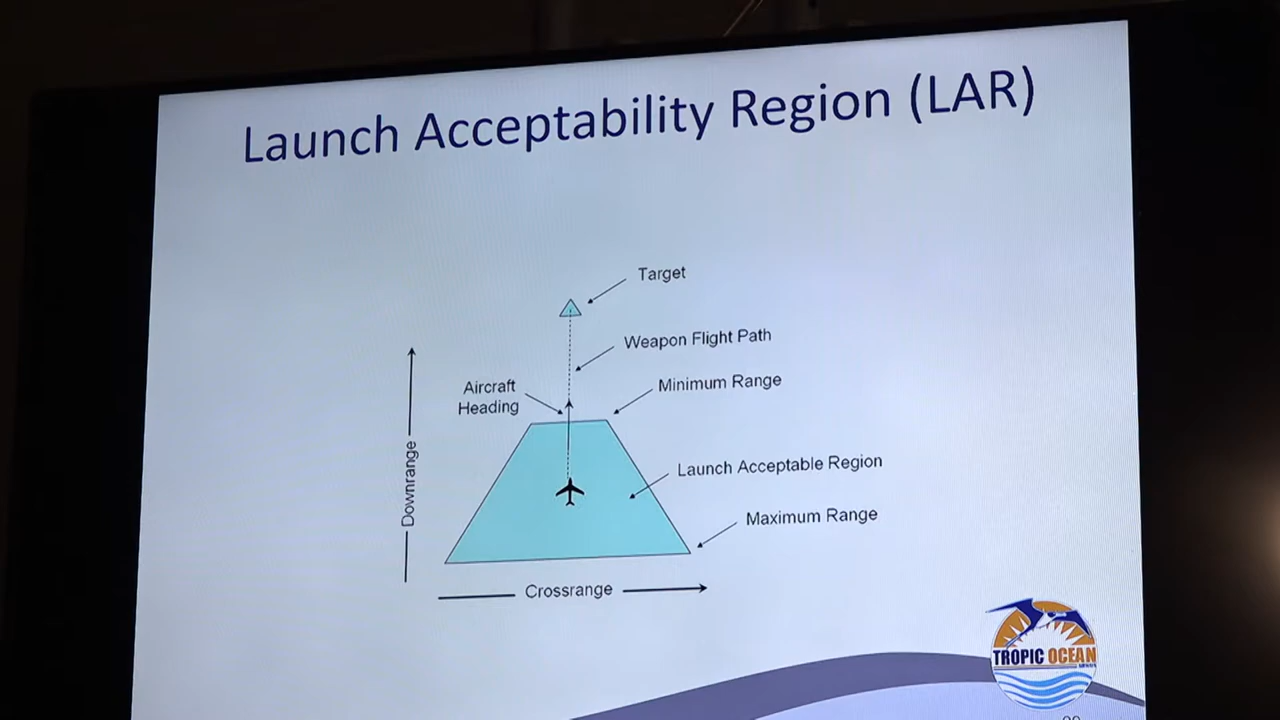 Launch Acceptability Region (LAR)
Target
Weapon Flight Path
Aircraft
Heading
Minimum Range
Launch Acceptable Region
Downrange
Maximum Range
Crossrange
TROPIC OCEAN